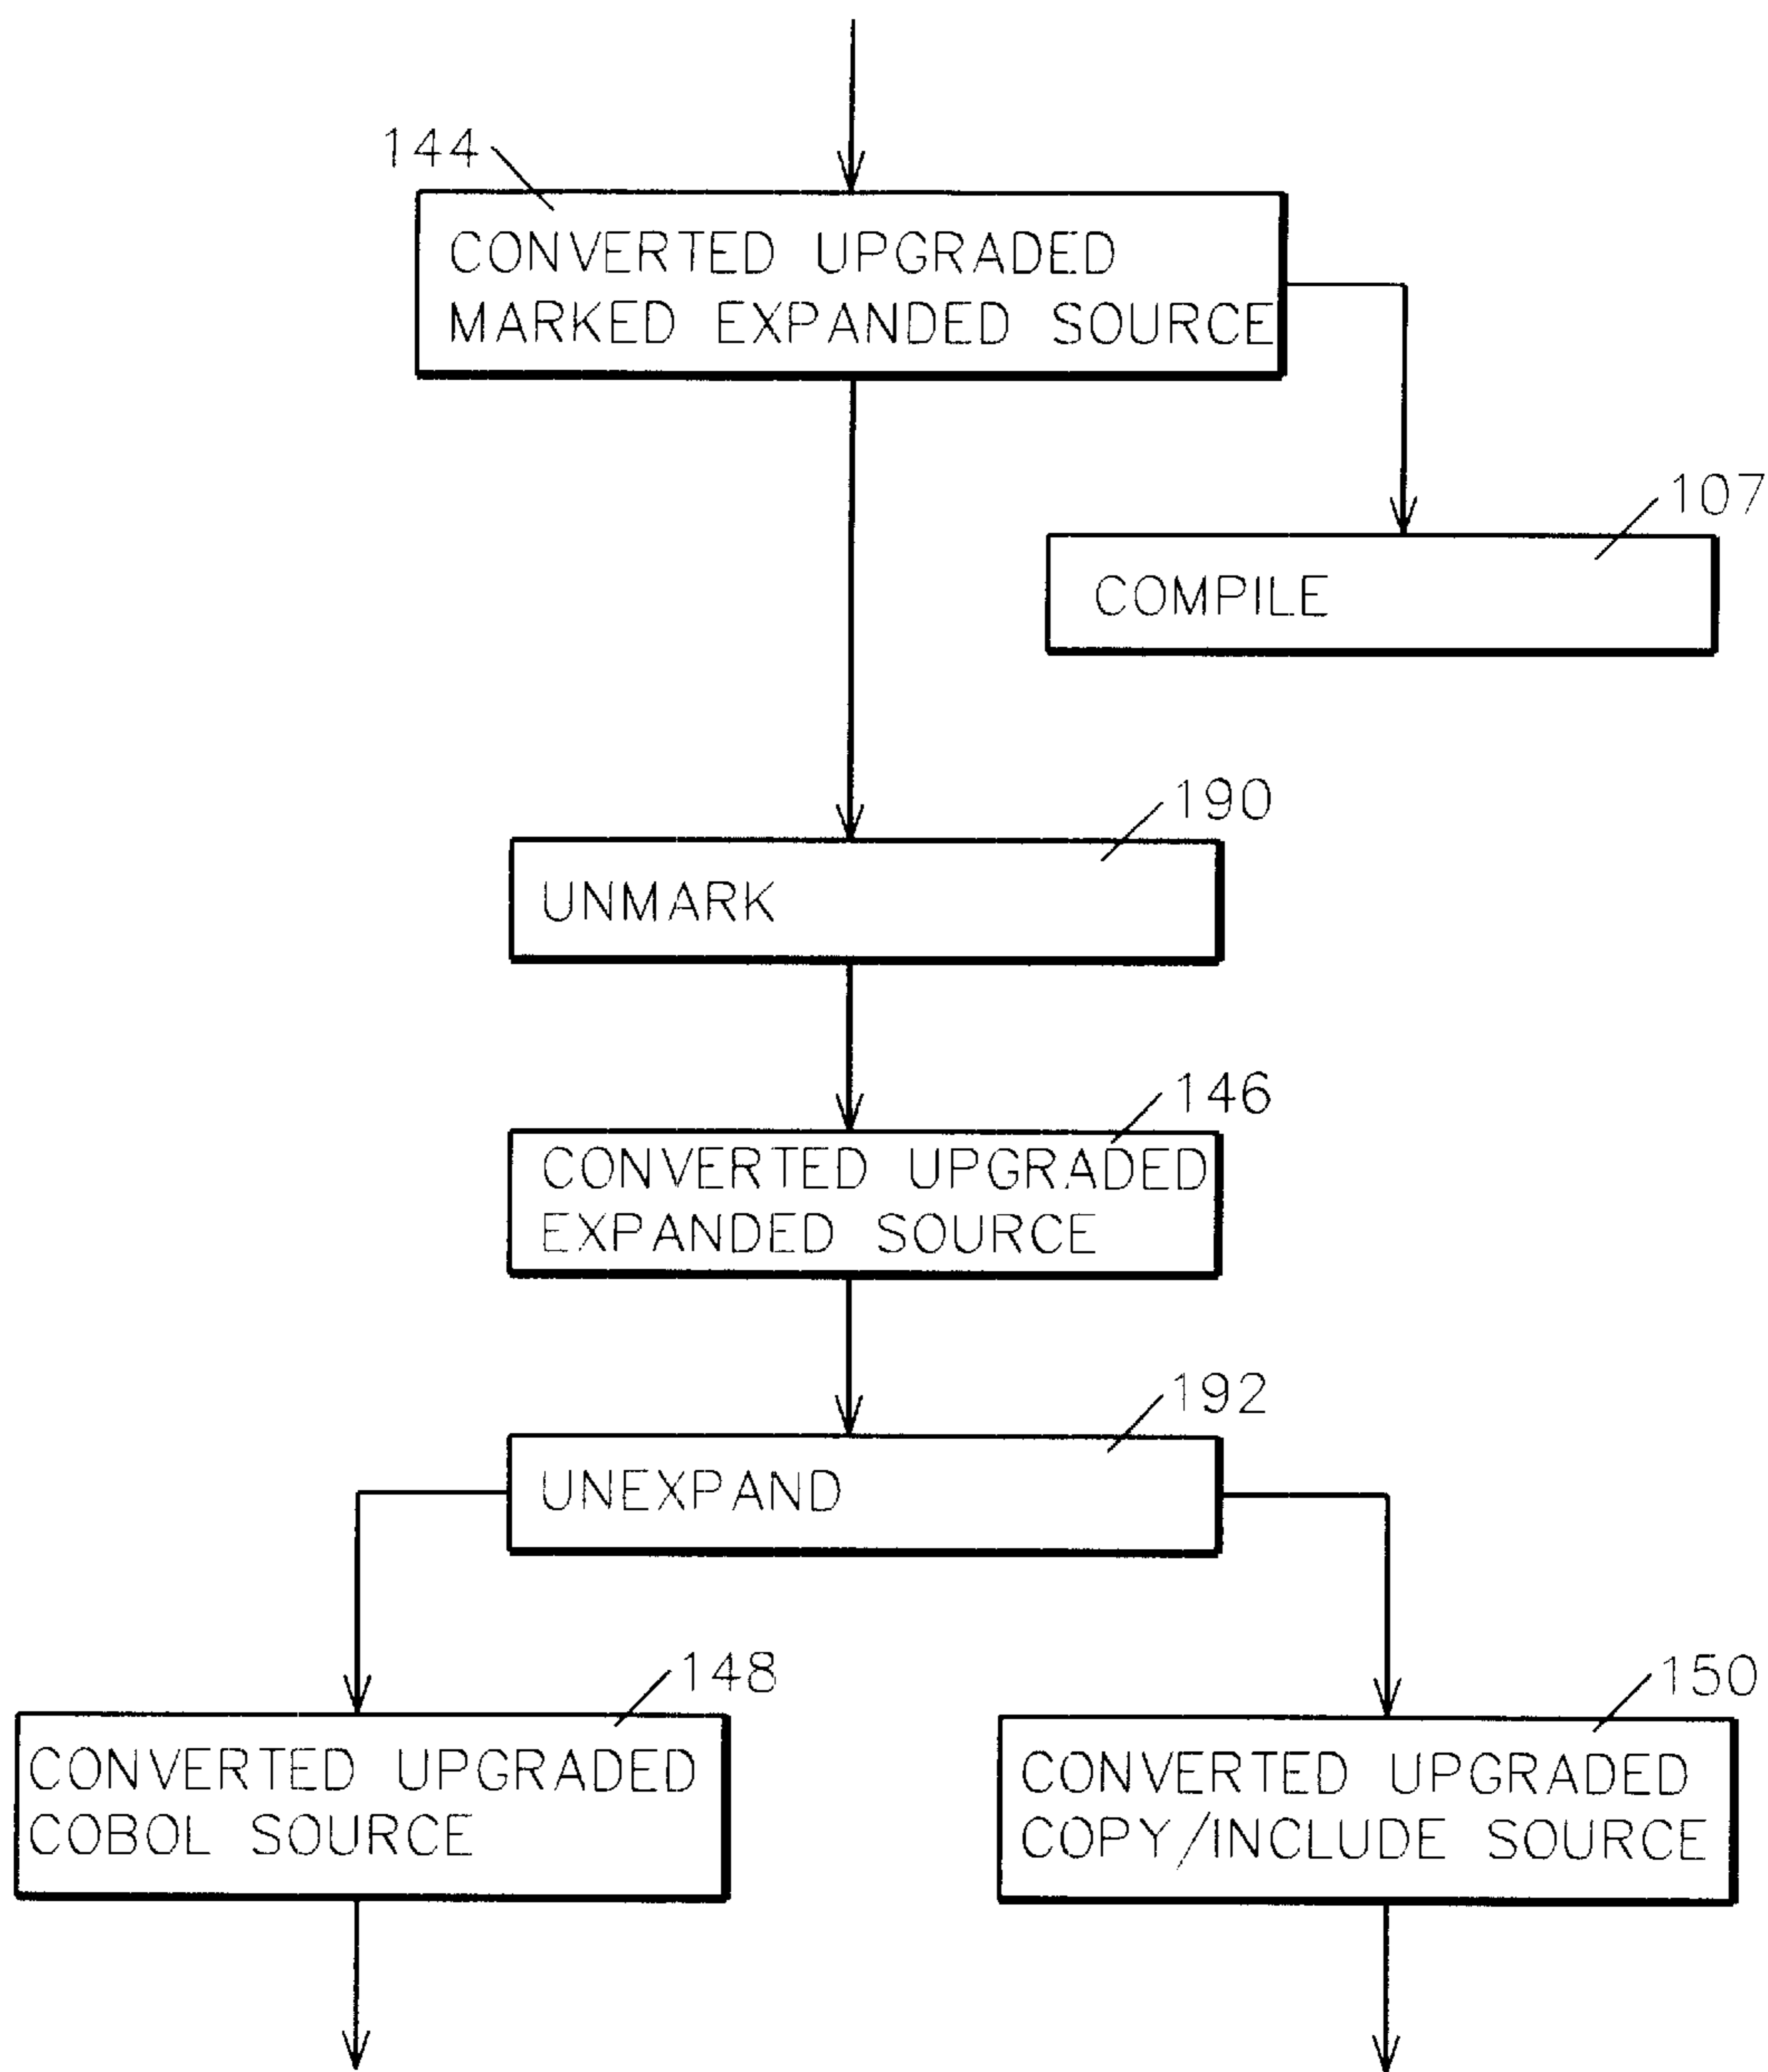 144
CONVERTED UPGRADED
MARKED EXPANDED SOURCE
107
COMPILE
190
UNMARK
146
CONVERTED UPGRADED
EXPANDED SOURCE
192
UNEXPAND
148
CONVERTED UPGRADED
COBOL SOURCE
150
CONVERTED UPGRADED
COPY/INCLUDE SOURCE